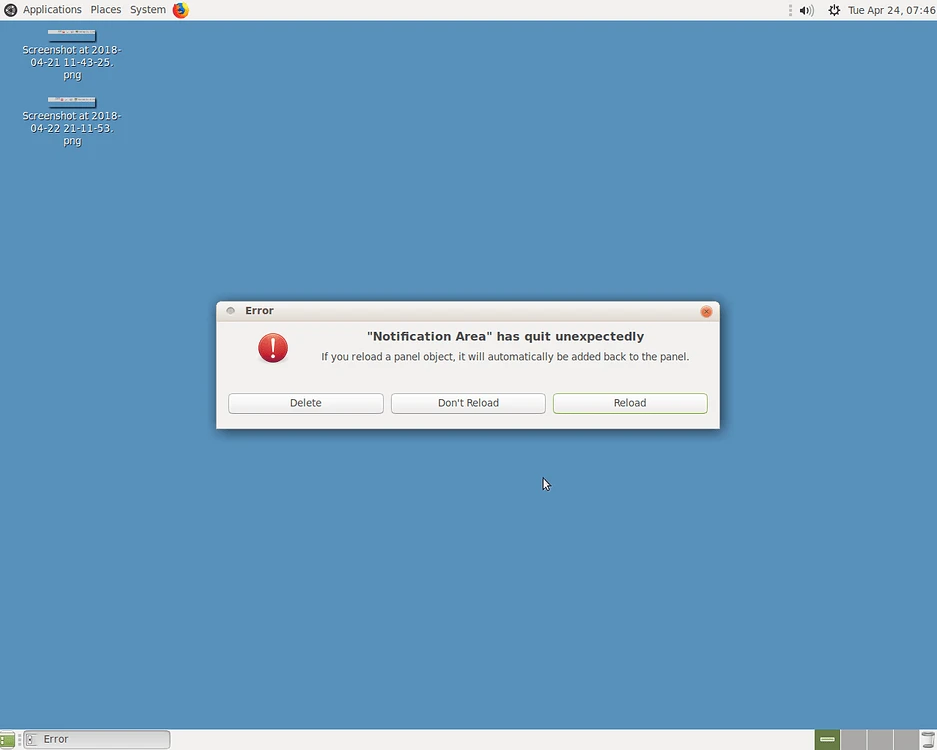 Applications Places System
Tue Apr 24, 07:46
Screenshot at 2018-
04-21 11-43-25.
png
Screenshot at 2018-
04-22 21-11-53.
png
Error
"Notification Area" has quit unexpectedly
If you reload a panel object, it will automatically be added back to the panel.
Delete Don't Reload Reload
Error